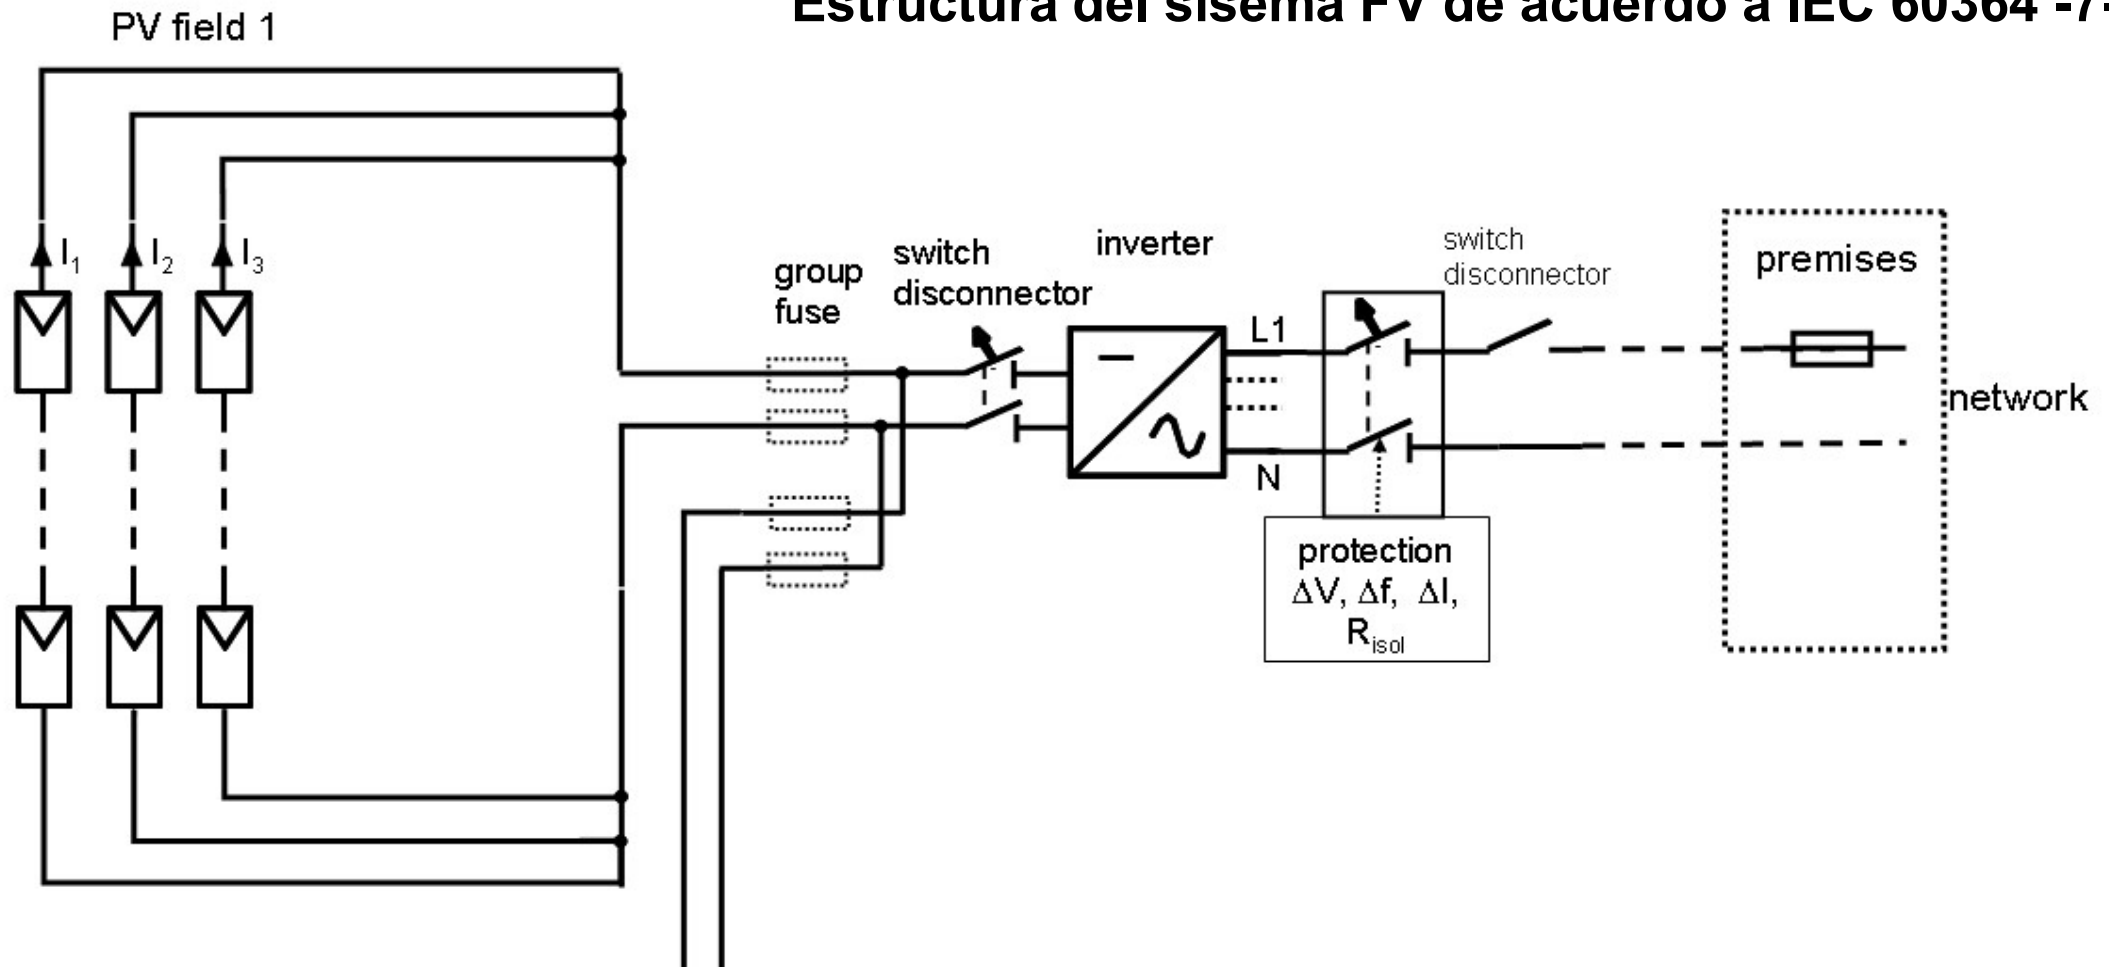 Estructura del sisema FV de acuerdo a IEC 60364 -7-
PV field 1
I1
I2
I3
group
fuse
switch
disconnector
inverter
L1
N
switch
disconnector
premises
network
protection
ΔV, Δf, ΔI,
Risol